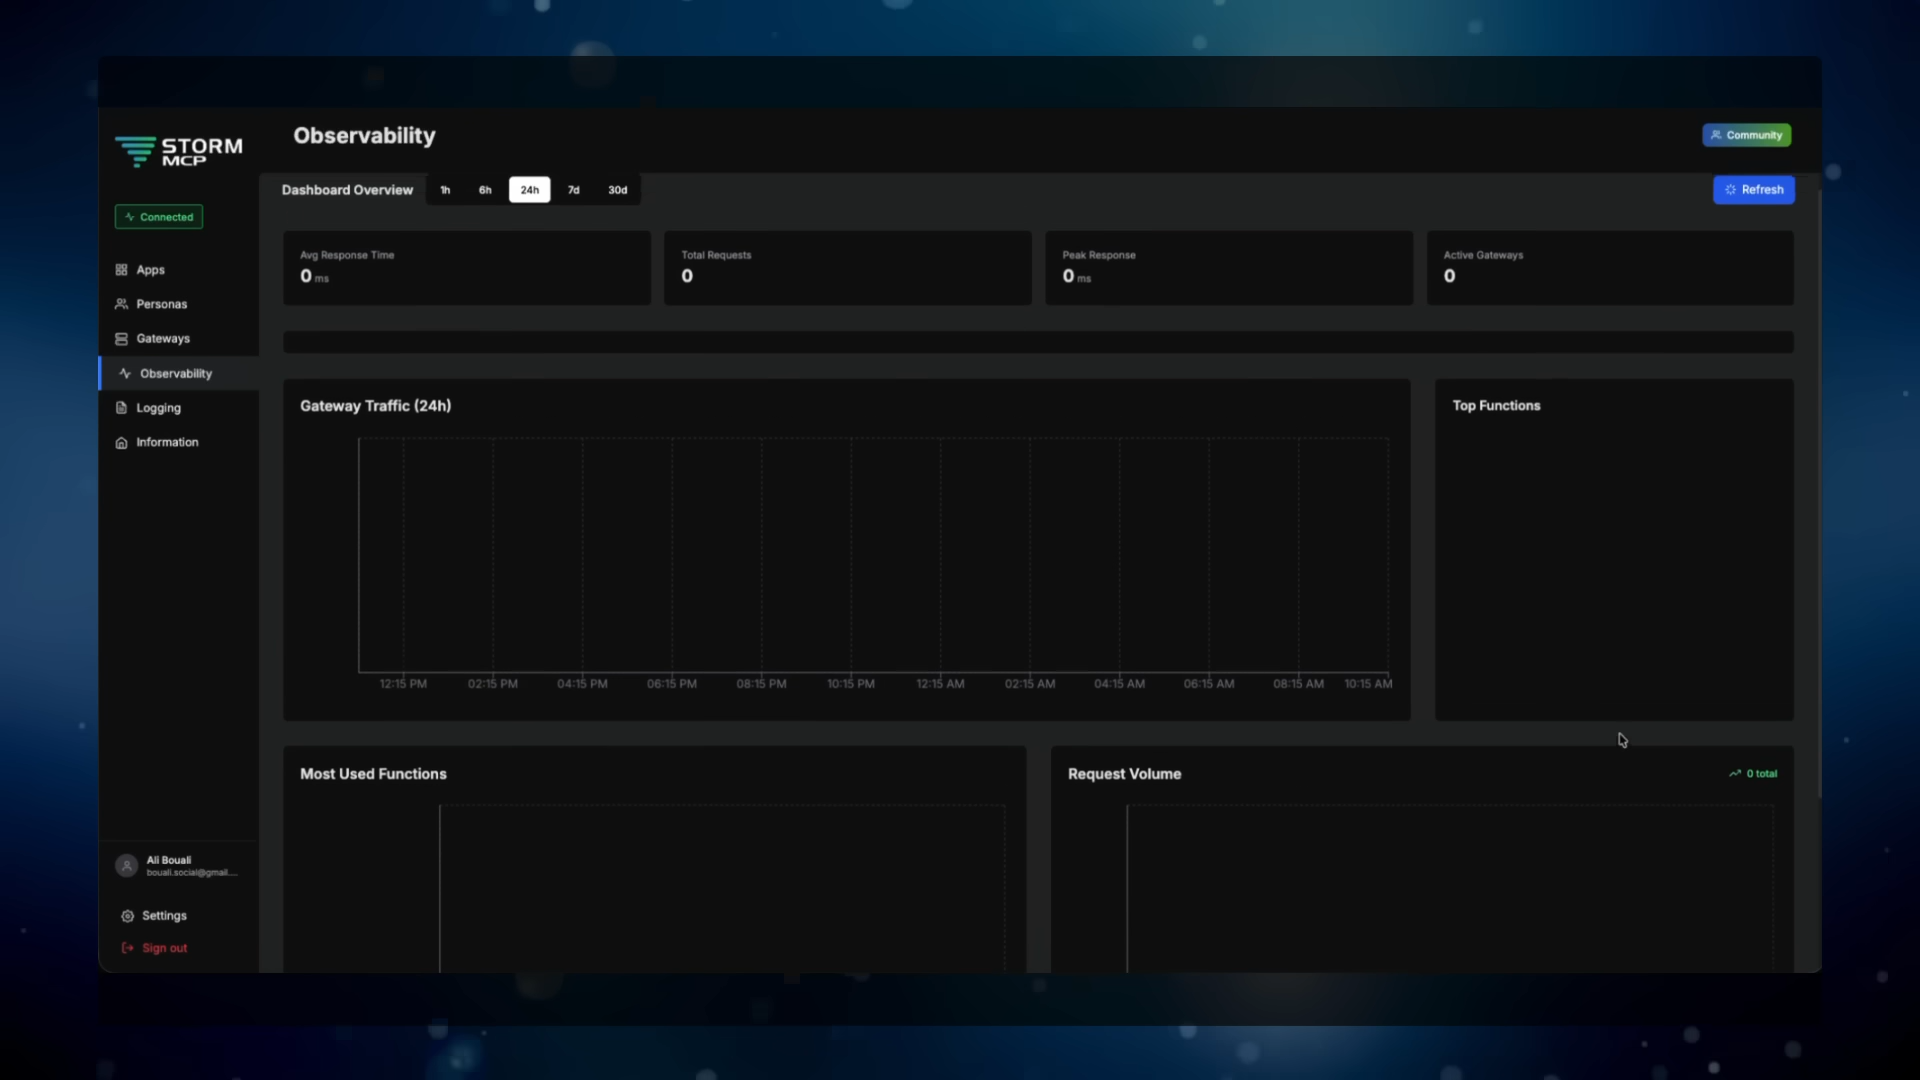 STORM
MCP
Observability
Community
Dashboard Overview
1h 6h 24h 7d 30d
Refresh
Connected
Apps
Personas
Gateways
Observability
Logging
Information
Avg Response Time
0 ms
Total Requests
0
Peak Response
0 ms
Active Gateways
0
Gateway Traffic (24h)
12:15 PM 02:15 PM 04:15 PM 06:15 PM 08:15 PM 10:15 PM 12:15 AM 02:15 AM 04:15 AM 06:15 AM 08:15 AM 10:15 AM
Top Functions
Most Used Functions
Request Volume
0 total
Ali Bouali
bouali.social@gmail....
Settings
Sign out